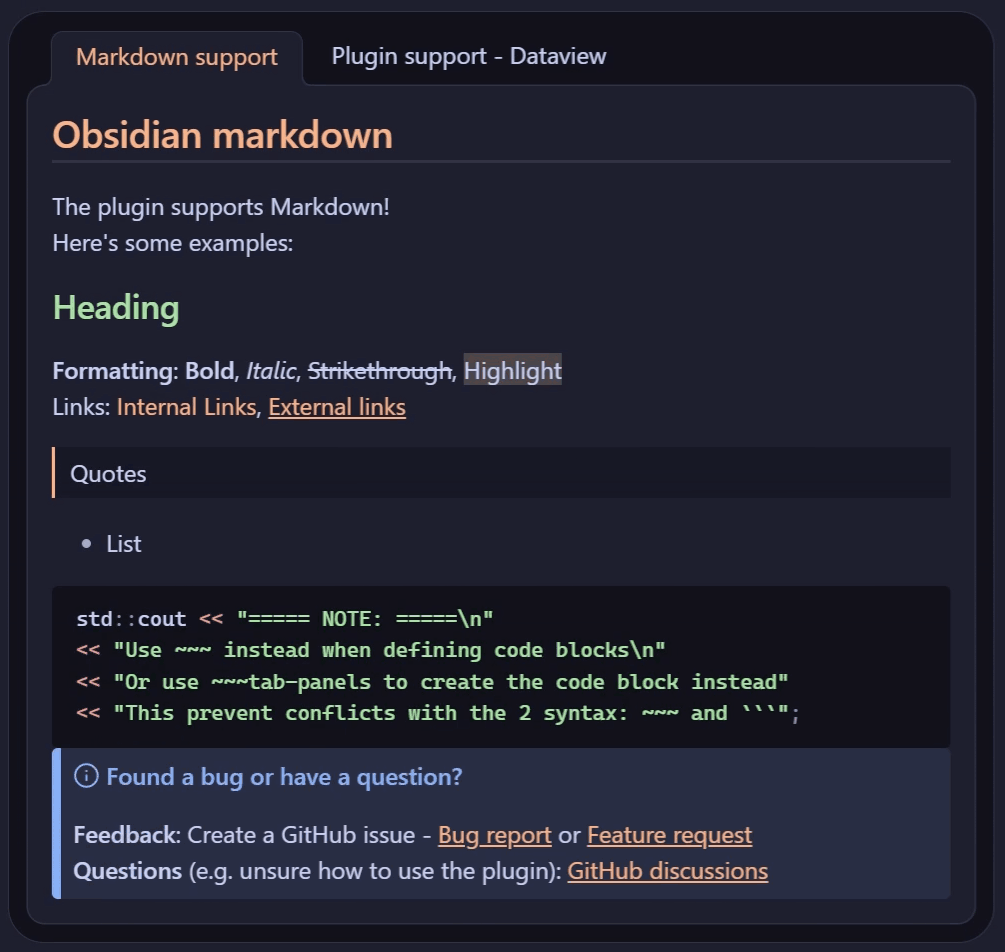 Markdown support
Plugin support - Dataview
Obsidian markdown
The plugin supports Markdown!
Here's some examples:
Heading
Formatting: Bold, Italic, Strikethrough, Highlight
Links: Internal Links, External links
Quotes
• List
std::cout << "===== NOTE: =====\n"
<< "Use ~~~ instead when defining code blocks\n"
<< "Or use ~~~tab-panels to create the code block instead"
<< "This prevent conflicts with the 2 syntax: ~~~ and ```";
Found a bug or have a question?
Feedback: Create a GitHub issue - Bug report or Feature request
Questions (e.g. unsure how to use the plugin): GitHub discussions